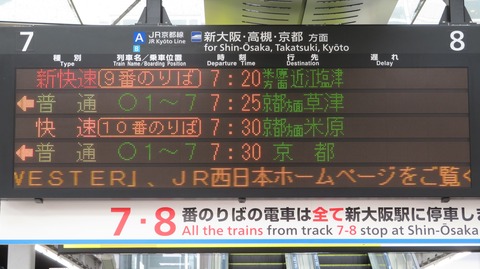 7 A B JR京都線 JR Kyōto Line 新大阪・高槻・京都 方面 for Shin-Ōsaka, Takatsuki, Kyōto 8
種別 列車名/乗車位置 時刻 行先 遅れ
Type Train Name/Boarding Position Time Destination Delay
新快速 9番のりば 7:20 方面 近江塩津
←普通 ○1~7 7:25 京都方面 草津
快速 10番のりば 7:30 京都方面 米原
←普通 ○1~7 7:30 京都
WESTER」、JR西日本ホームページをご覧く
7・8 番のりばの電車は全て新大阪駅に停車しま
All the trains from track 7-8 stop at Shin-Ōsaka